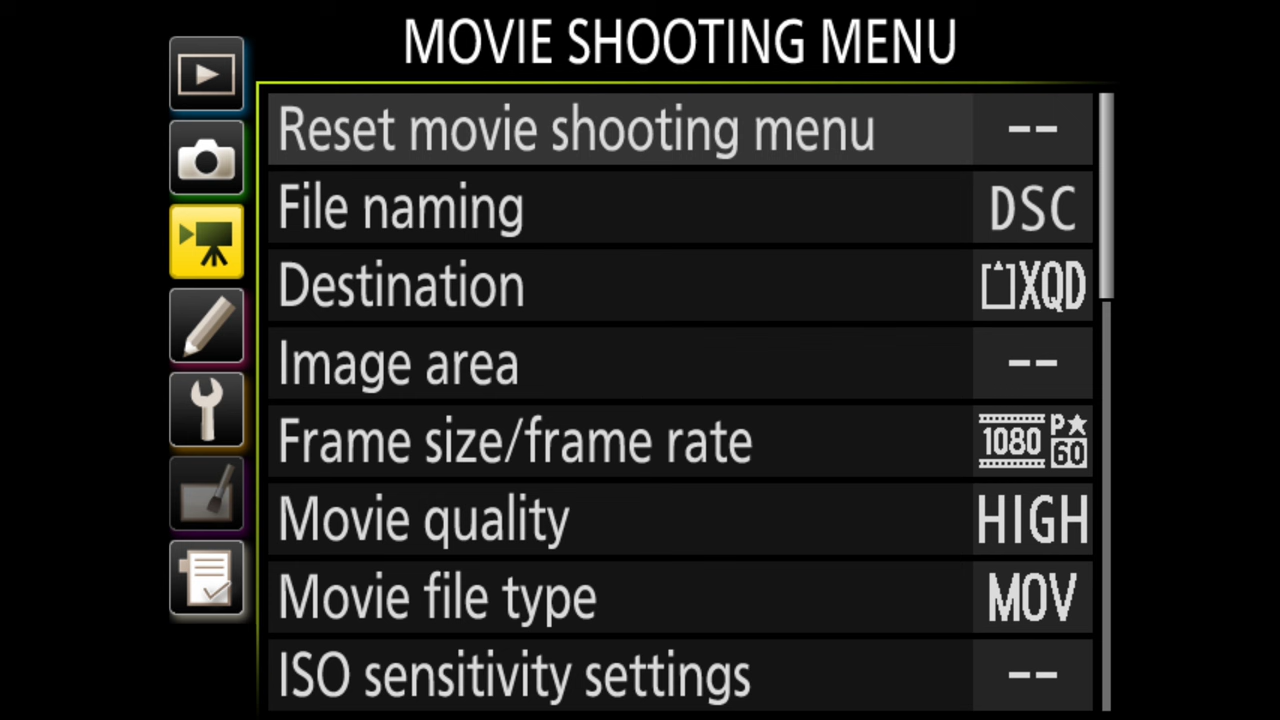 MOVIE SHOOTING MENU
Reset movie shooting menu --
File naming DSC
Destination XQD
Image area --
Frame size/frame rate 1080 P★ 60
Movie quality HIGH
Movie file type MOV
ISO sensitivity settings --